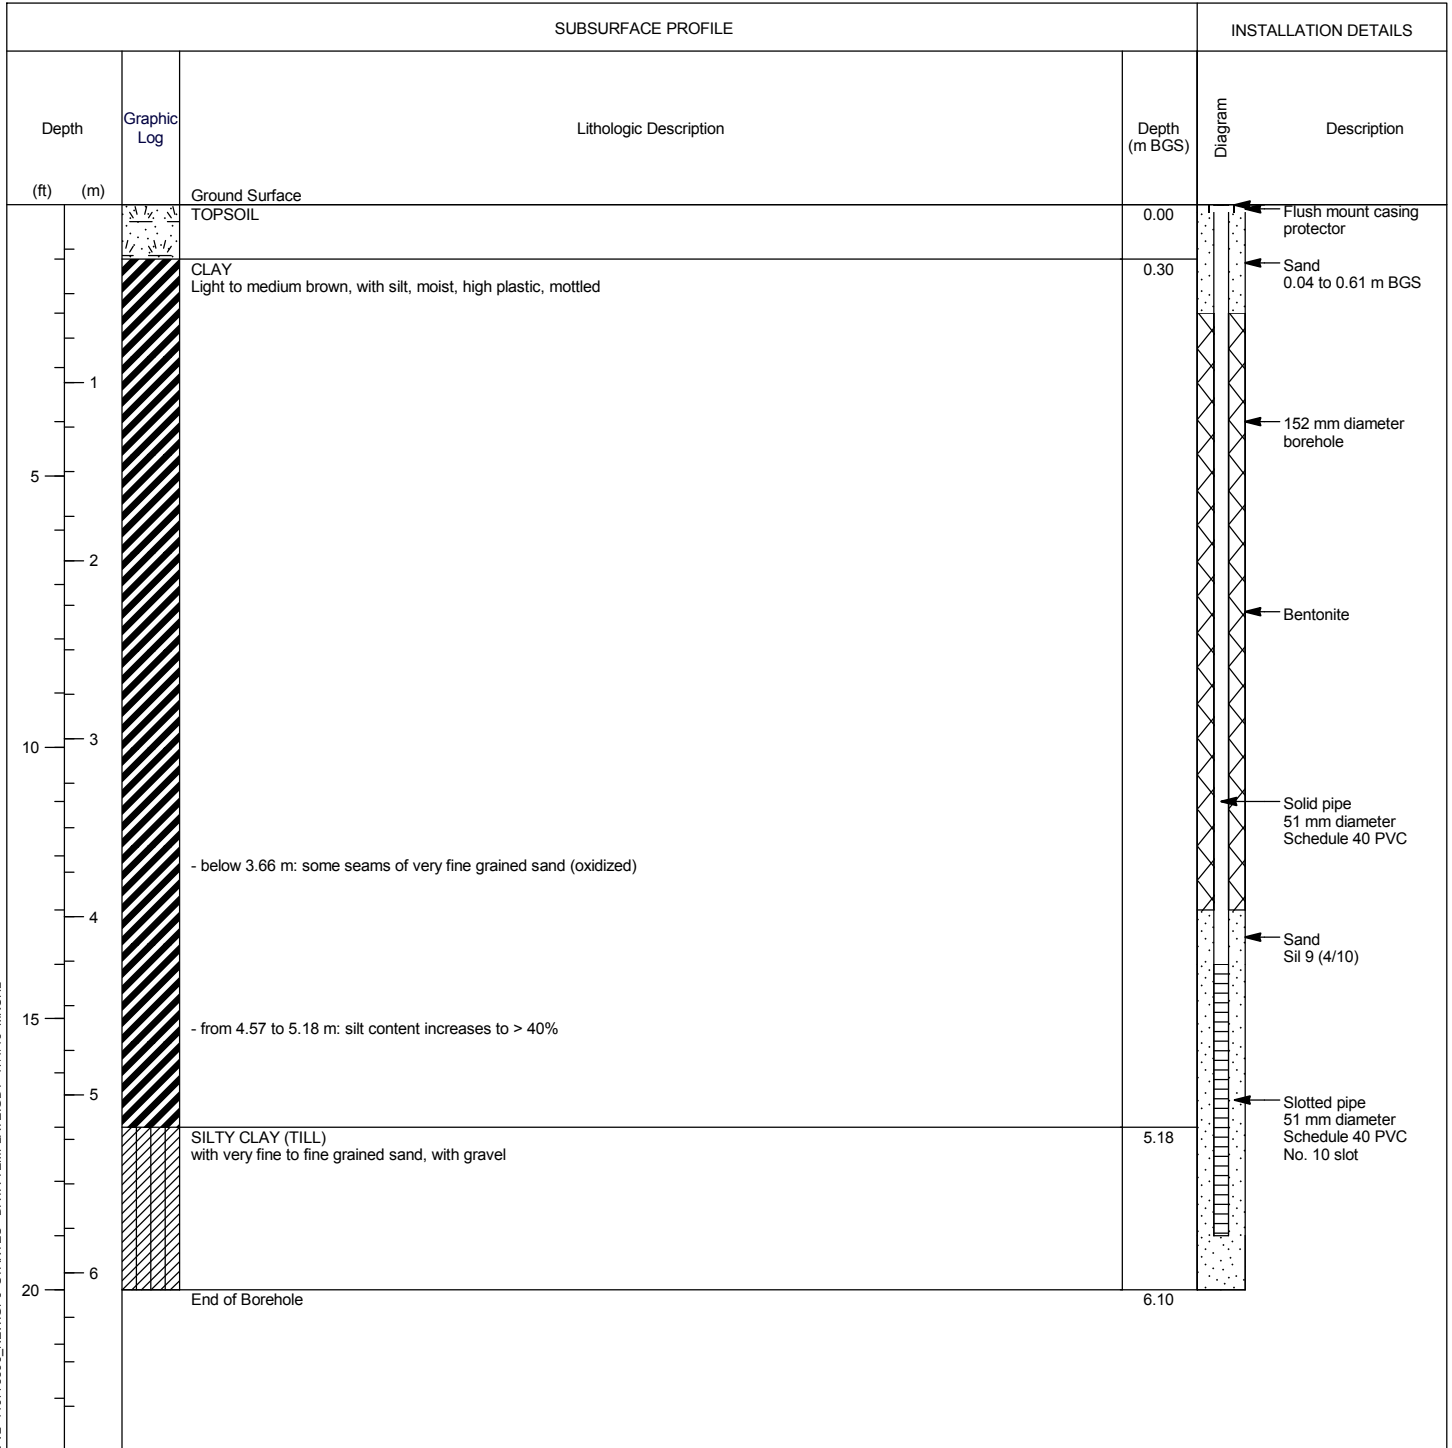 SUBSURFACE PROFILE
INSTALLATION DETAILS
Depth
Graphic
Log
Lithologic Description
Depth
(m BGS)
Diagram
Description
(ft)
(m)
Ground Surface
TOPSOIL
0.00
Flush mount casing
protector
CLAY
0.30
Light to medium brown, with silt, moist, high plastic, mottled
Sand
0.04 to 0.61 m BGS
1
152 mm diameter
borehole
5
2
Bentonite
3
10
Solid pipe
51 mm diameter
Schedule 40 PVC
- below 3.66 m: some seams of very fine grained sand (oxidized)
4
Sand
Sil 9 (4/10)
15
- from 4.57 to 5.18 m: silt content increases to > 40%
5
Slotted pipe
51 mm diameter
Schedule 40 PVC
No. 10 slot
SILTY CLAY (TILL)
5.18
with very fine to fine grained sand, with gravel
6
20
End of Borehole
6.10